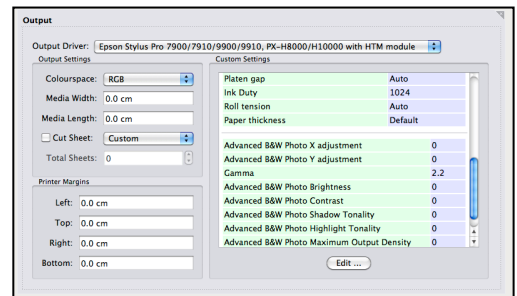 Output
Output Driver: Epson Stylus Pro 7900/7910/9900/9910, PX-H8000/H10000 with HTM module
Output Settings
Colourspace: RGB
Media Width: 0.0 cm
Media Length: 0.0 cm
Cut Sheet: Custom
Total Sheets: 0
Printer Margins
Left: 0.0 cm
Top: 0.0 cm
Right: 0.0 cm
Bottom: 0.0 cm
Custom Settings
Platen gap Auto
Ink Duty 1024
Roll tension Auto
Paper thickness Default
Advanced B&W Photo X adjustment 0
Advanced B&W Photo Y adjustment 0
Gamma 2.2
Advanced B&W Photo Brightness 0
Advanced B&W Photo Contrast 0
Advanced B&W Photo Shadow Tonality 0
Advanced B&W Photo Highlight Tonality 0
Advanced B&W Photo Maximum Output Density 0
Edit ...